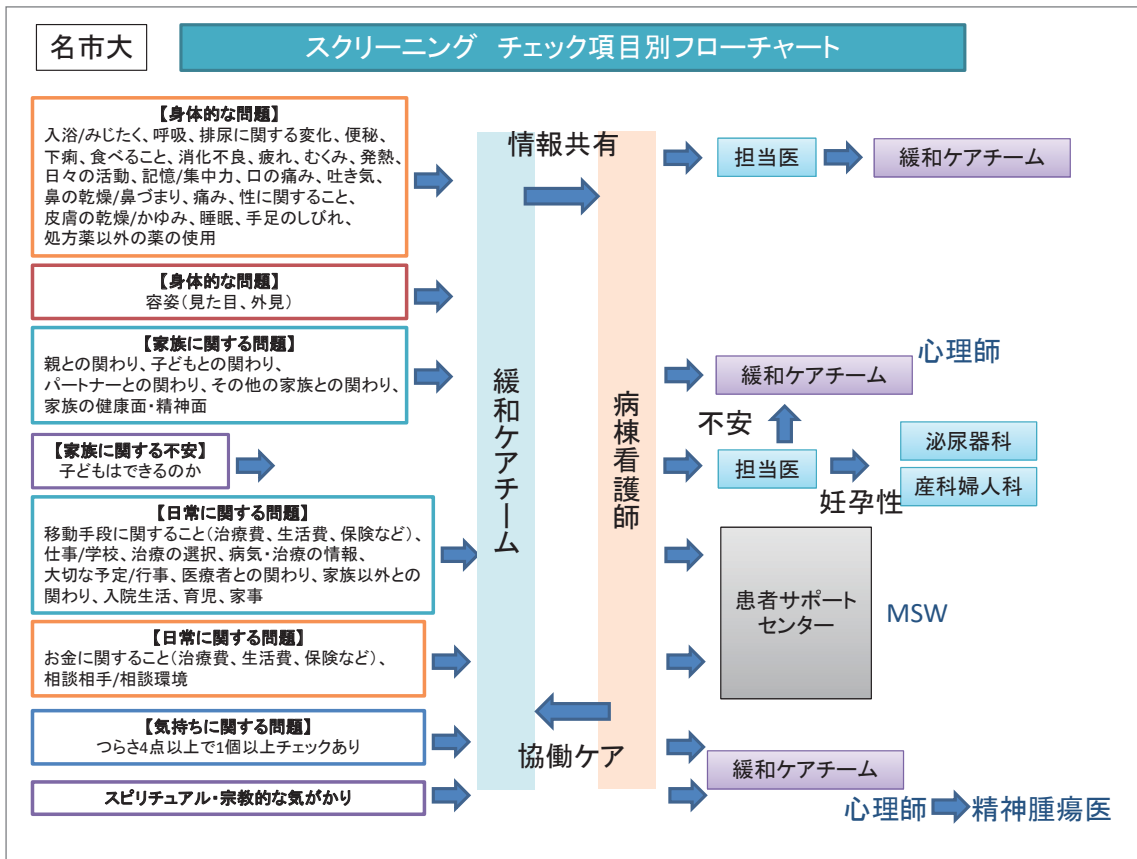 名市大
スクリーニング　チェック項目別フローチャート
【身体的な問題】
入浴/みじたく、呼吸、排尿に関する変化、便秘、
下痢、食べること、消化不良、疲れ、むくみ、発熱、
日々の活動、記憶/集中力、口の痛み、吐き気、
鼻の乾燥/鼻づまり、痛み、性に関すること、
皮膚の乾燥/かゆみ、睡眠、手足のしびれ、
処方薬以外の薬の使用
【身体的な問題】
容姿（見た目、外見）
【家族に関する問題】
親との関わり、子どもとの関わり、
パートナーとの関わり、その他の家族との関わり、
家族の健康面・精神面
【家族に関する不安】
子どもはできるのか
【日常に関する問題】
移動手段に関すること（治療費、生活費、保険など）、
仕事/学校、治療の選択、病気・治療の情報、
大切な予定/行事、医療者との関わり、家族以外との
関わり、入院生活、育児、家事
【日常に関する問題】
お金に関すること（治療費、生活費、保険など）、
相談相手/相談環境
【気持ちに関する問題】
つらさ4点以上で1個以上チェックあり
スピリチュアル・宗教的な気がかり
情報共有
緩和ケアチーム
病棟看護師
協働ケア
担当医
緩和ケアチーム
心理師
緩和ケアチーム
不安
担当医
泌尿器科
産科婦人科
妊孕性
患者サポート
センター
MSW
緩和ケアチーム
心理師
精神腫瘍医